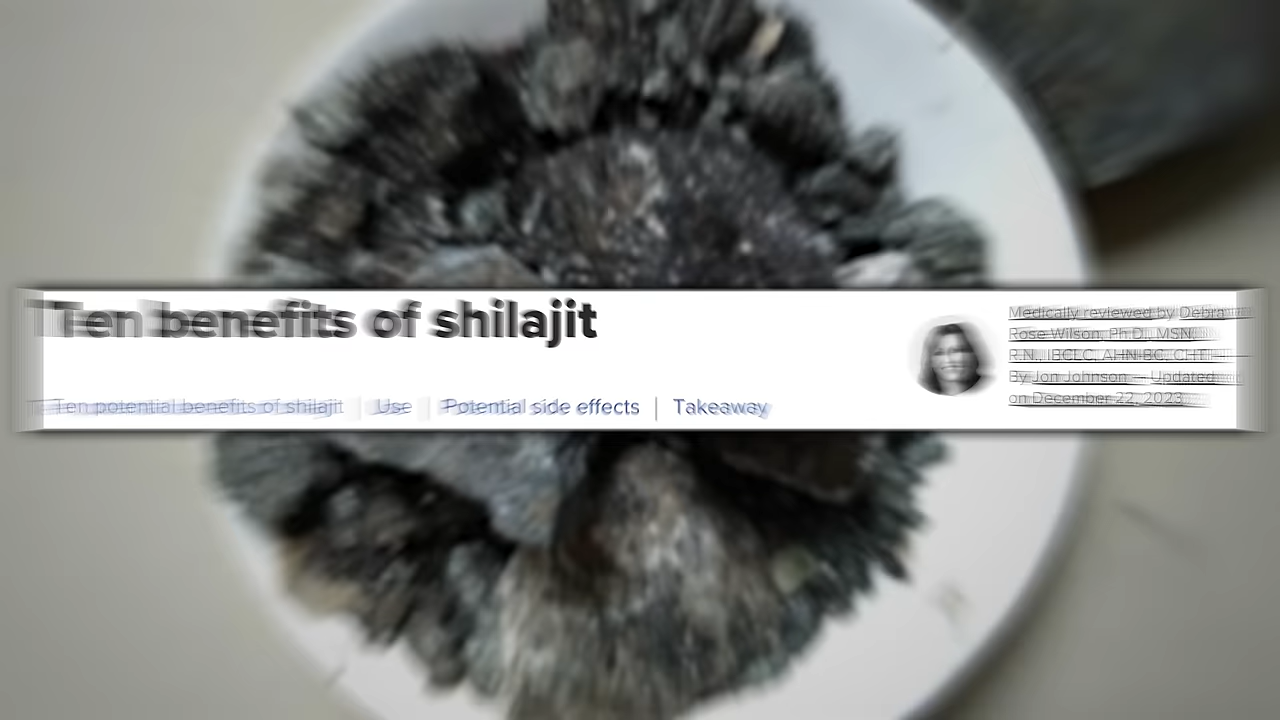 Ten benefits of shilajit
Ten potential benefits of shilajit | Use | Potential side effects | Takeaway
Medically reviewed by Debra
Rose Wilson, Ph.D., MSN,
R.N., IBCLC, AHN-BC, CHT —
By Jon Johnson — Updated
on December 22, 2023